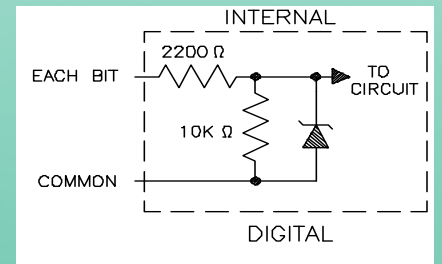 INTERNAL
2200 Ω
EACH BIT
TO
CIRCUIT
10K Ω
COMMON
DIGITAL